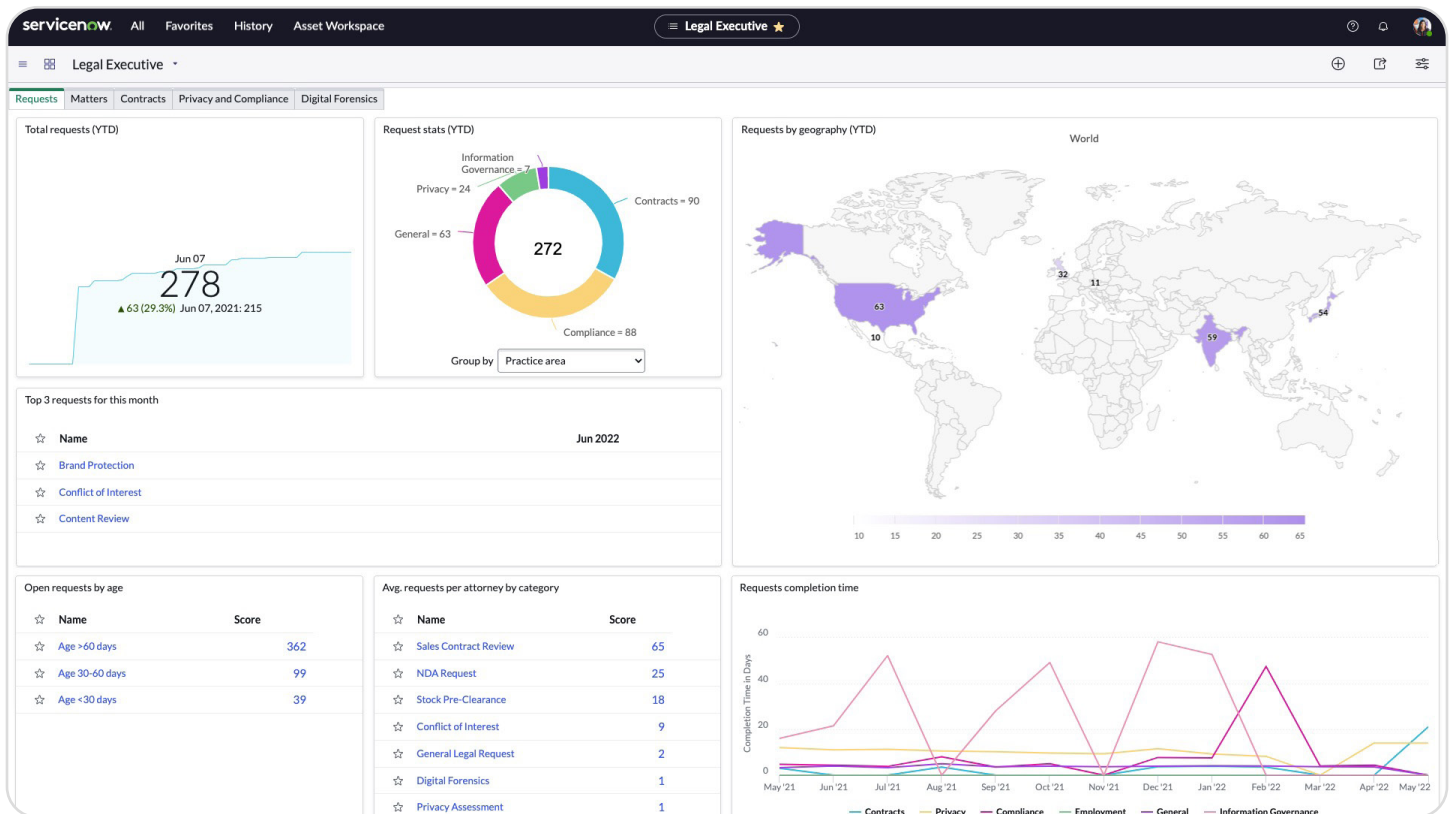 servicenow. All Favorites History Asset Workspace Legal Executive
Legal Executive
Requests Matters Contracts Privacy and Compliance Digital Forensics
Total requests (YTD)
Jun 07
278
▲63 (29.3%) Jun 07, 2021: 215
Request stats (YTD)
Information
Governance = 7
Privacy = 24
Contracts = 90
General = 63
272
Compliance = 88
Group by Practice area
Requests by geography (YTD)
World
32
11
63
54
10
59
10 15 20 25 30 35 40 45 50 55 60 65
Top 3 requests for this month
Name Jun 2022
Brand Protection
Conflict of Interest
Content Review
Open requests by age
Name Score
Age >60 days 362
Age 30-60 days 99
Age <30 days 39
Avg. requests per attorney by category
Name Score
Sales Contract Review 65
NDA Request 25
Stock Pre-Clearance 18
Conflict of Interest 9
General Legal Request 2
Digital Forensics 1
Privacy Assessment 1
Requests completion time
Completion Time in Days
60
40
20
0
May '21 Jun '21 Jul '21 Aug '21 Sep '21 Oct '21 Nov '21 Dec '21 Jan '22 Feb '22 Mar '22 Apr '22 May '22
Contracts Privacy Compliance Employment General Information Governance